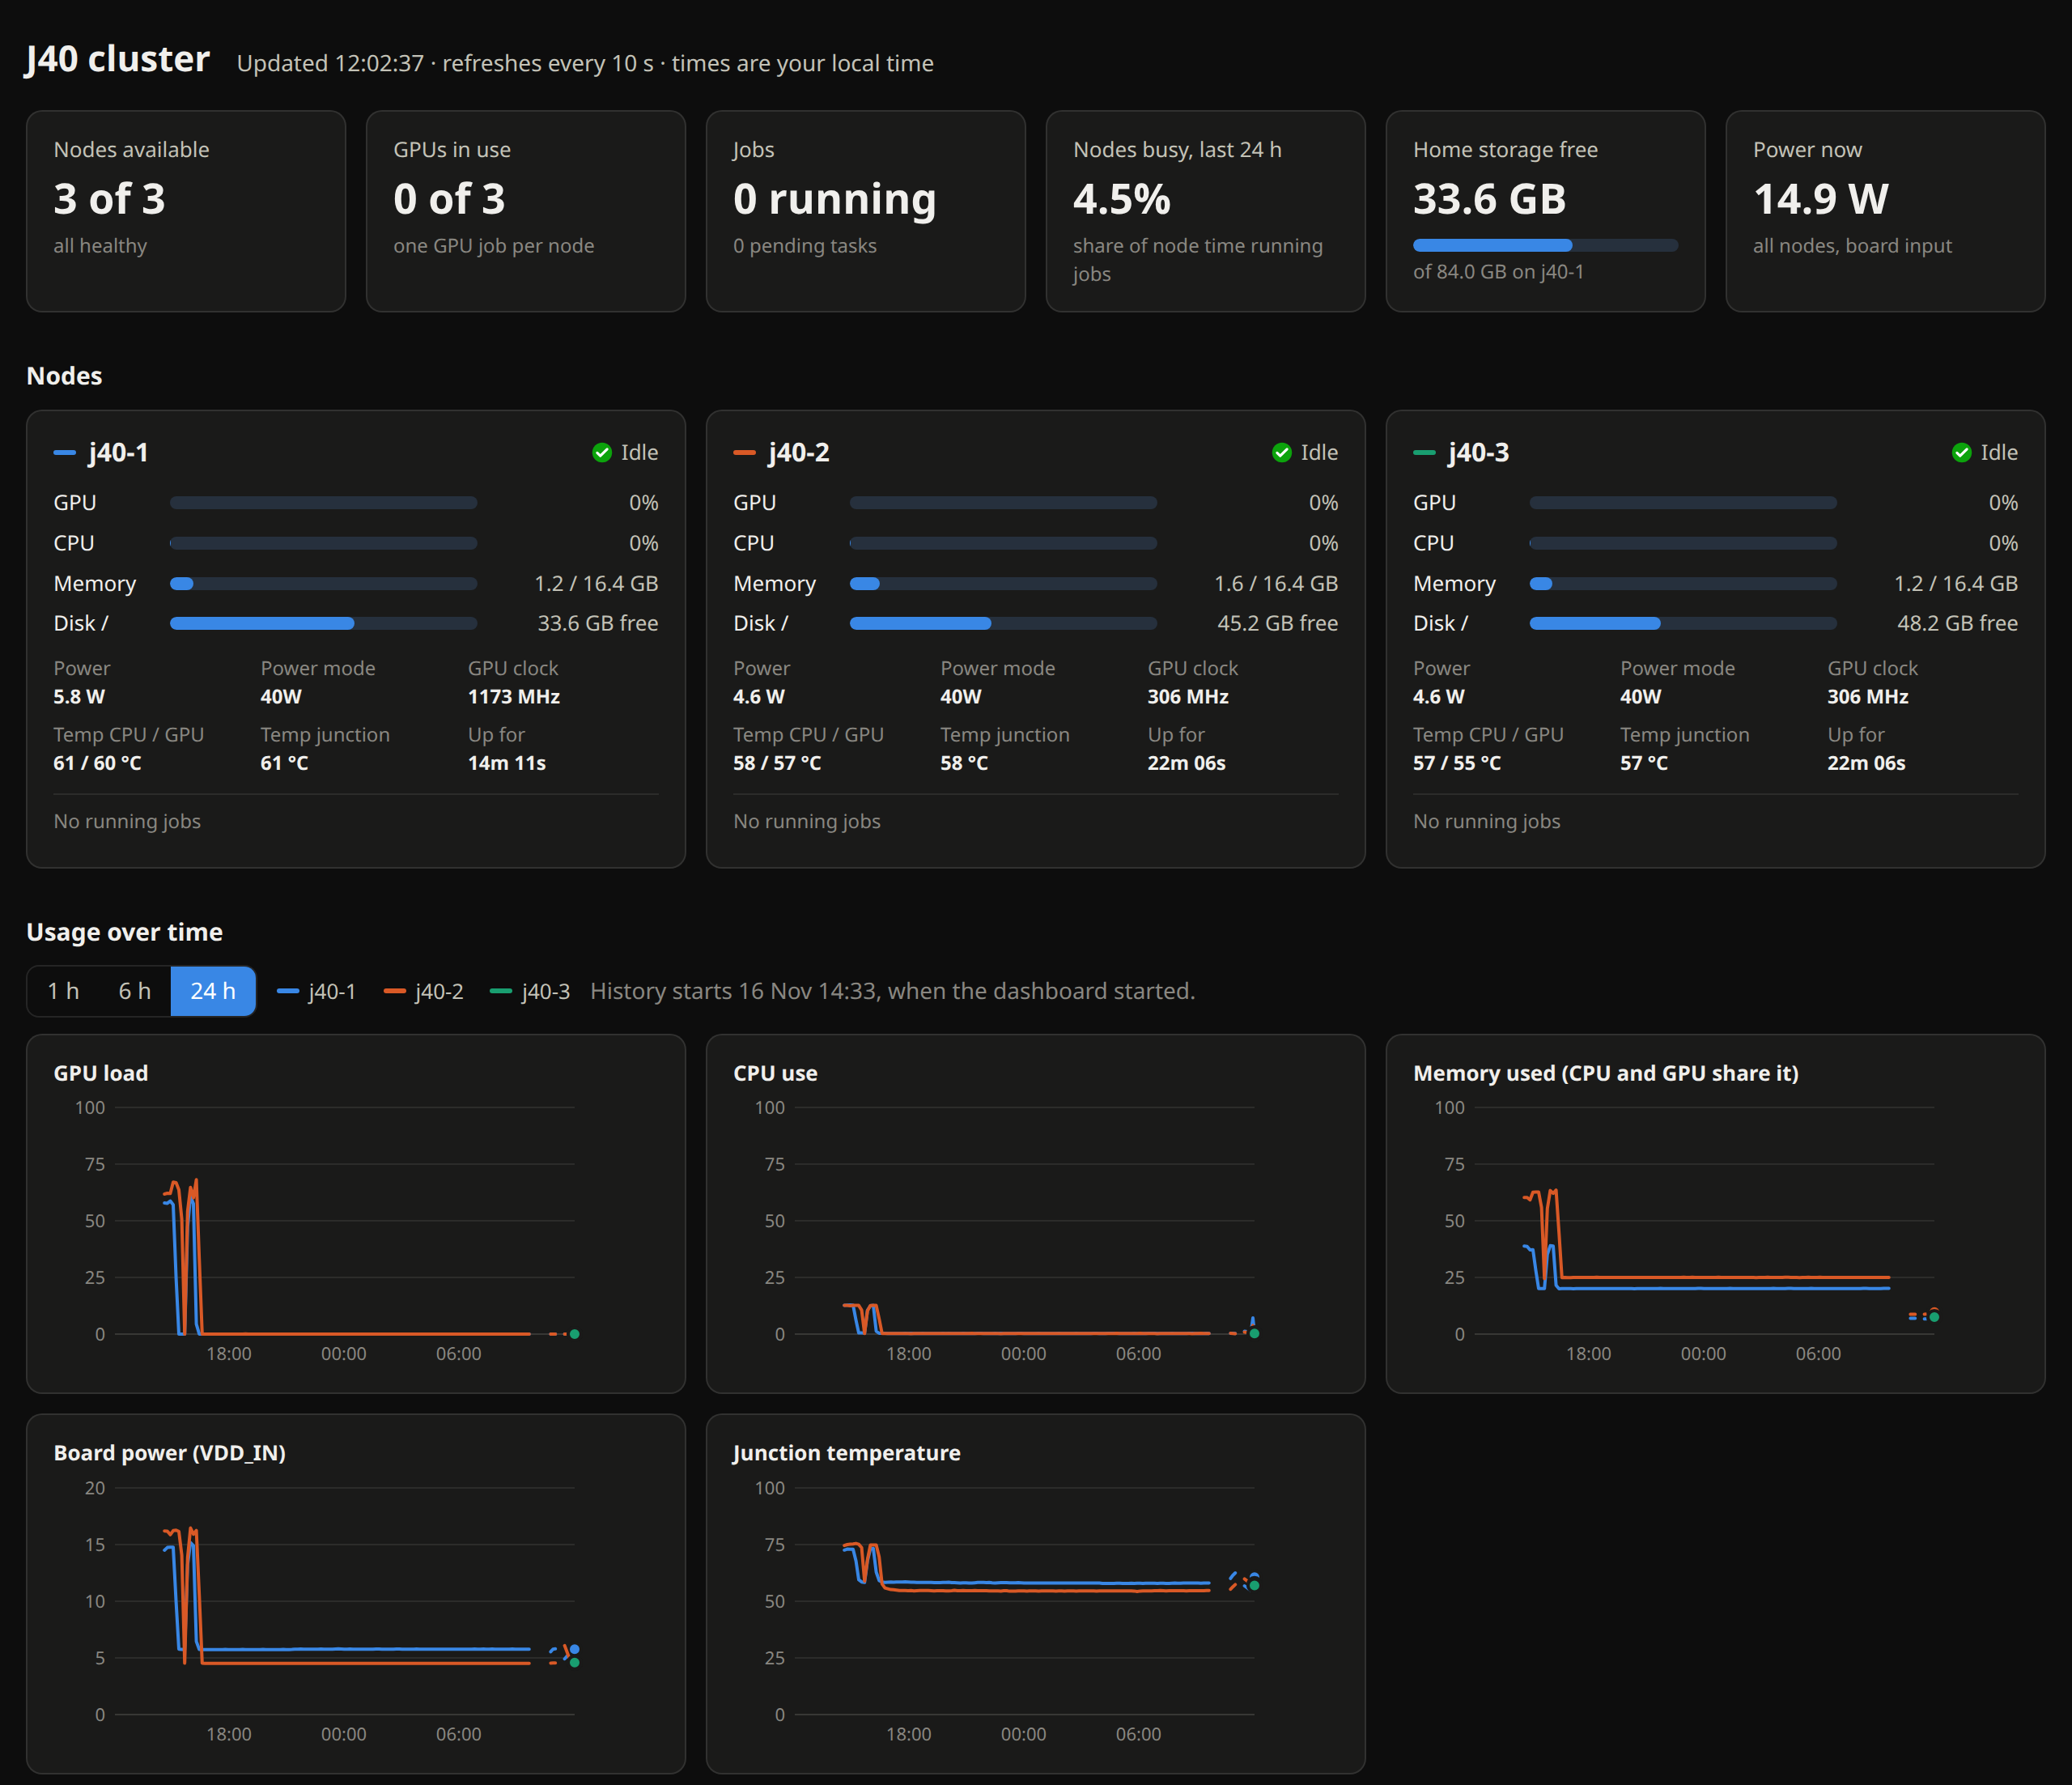 J40 cluster Updated 12:02:37 · refreshes every 10 s · times are your local time
Nodes available
3 of 3
all healthy
GPUs in use
0 of 3
one GPU job per node
Jobs
0 running
0 pending tasks
Nodes busy, last 24 h
4.5%
share of node time running
jobs
Home storage free
33.6 GB
of 84.0 GB on j40-1
Power now
14.9 W
all nodes, board input
Nodes
j40-1 Idle
GPU 0%
CPU 0%
Memory 1.2 / 16.4 GB
Disk / 33.6 GB free
Power Power mode GPU clock
5.8 W 40W 1173 MHz
Temp CPU / GPU Temp junction Up for
61 / 60 °C 61 °C 14m 11s
No running jobs
j40-2 Idle
GPU 0%
CPU 0%
Memory 1.6 / 16.4 GB
Disk / 45.2 GB free
Power Power mode GPU clock
4.6 W 40W 306 MHz
Temp CPU / GPU Temp junction Up for
58 / 57 °C 58 °C 22m 06s
No running jobs
j40-3 Idle
GPU 0%
CPU 0%
Memory 1.2 / 16.4 GB
Disk / 48.2 GB free
Power Power mode GPU clock
4.6 W 40W 306 MHz
Temp CPU / GPU Temp junction Up for
57 / 55 °C 57 °C 22m 06s
No running jobs
Usage over time
1 h 6 h 24 h j40-1 j40-2 j40-3 History starts 16 Nov 14:33, when the dashboard started.
GPU load
100
75
50
25
0
18:00 00:00 06:00
CPU use
100
75
50
25
0
18:00 00:00 06:00
Memory used (CPU and GPU share it)
100
75
50
25
0
18:00 00:00 06:00
Board power (VDD_IN)
20
15
10
5
0
18:00 00:00 06:00
Junction temperature
100
75
50
25
0
18:00 00:00 06:00